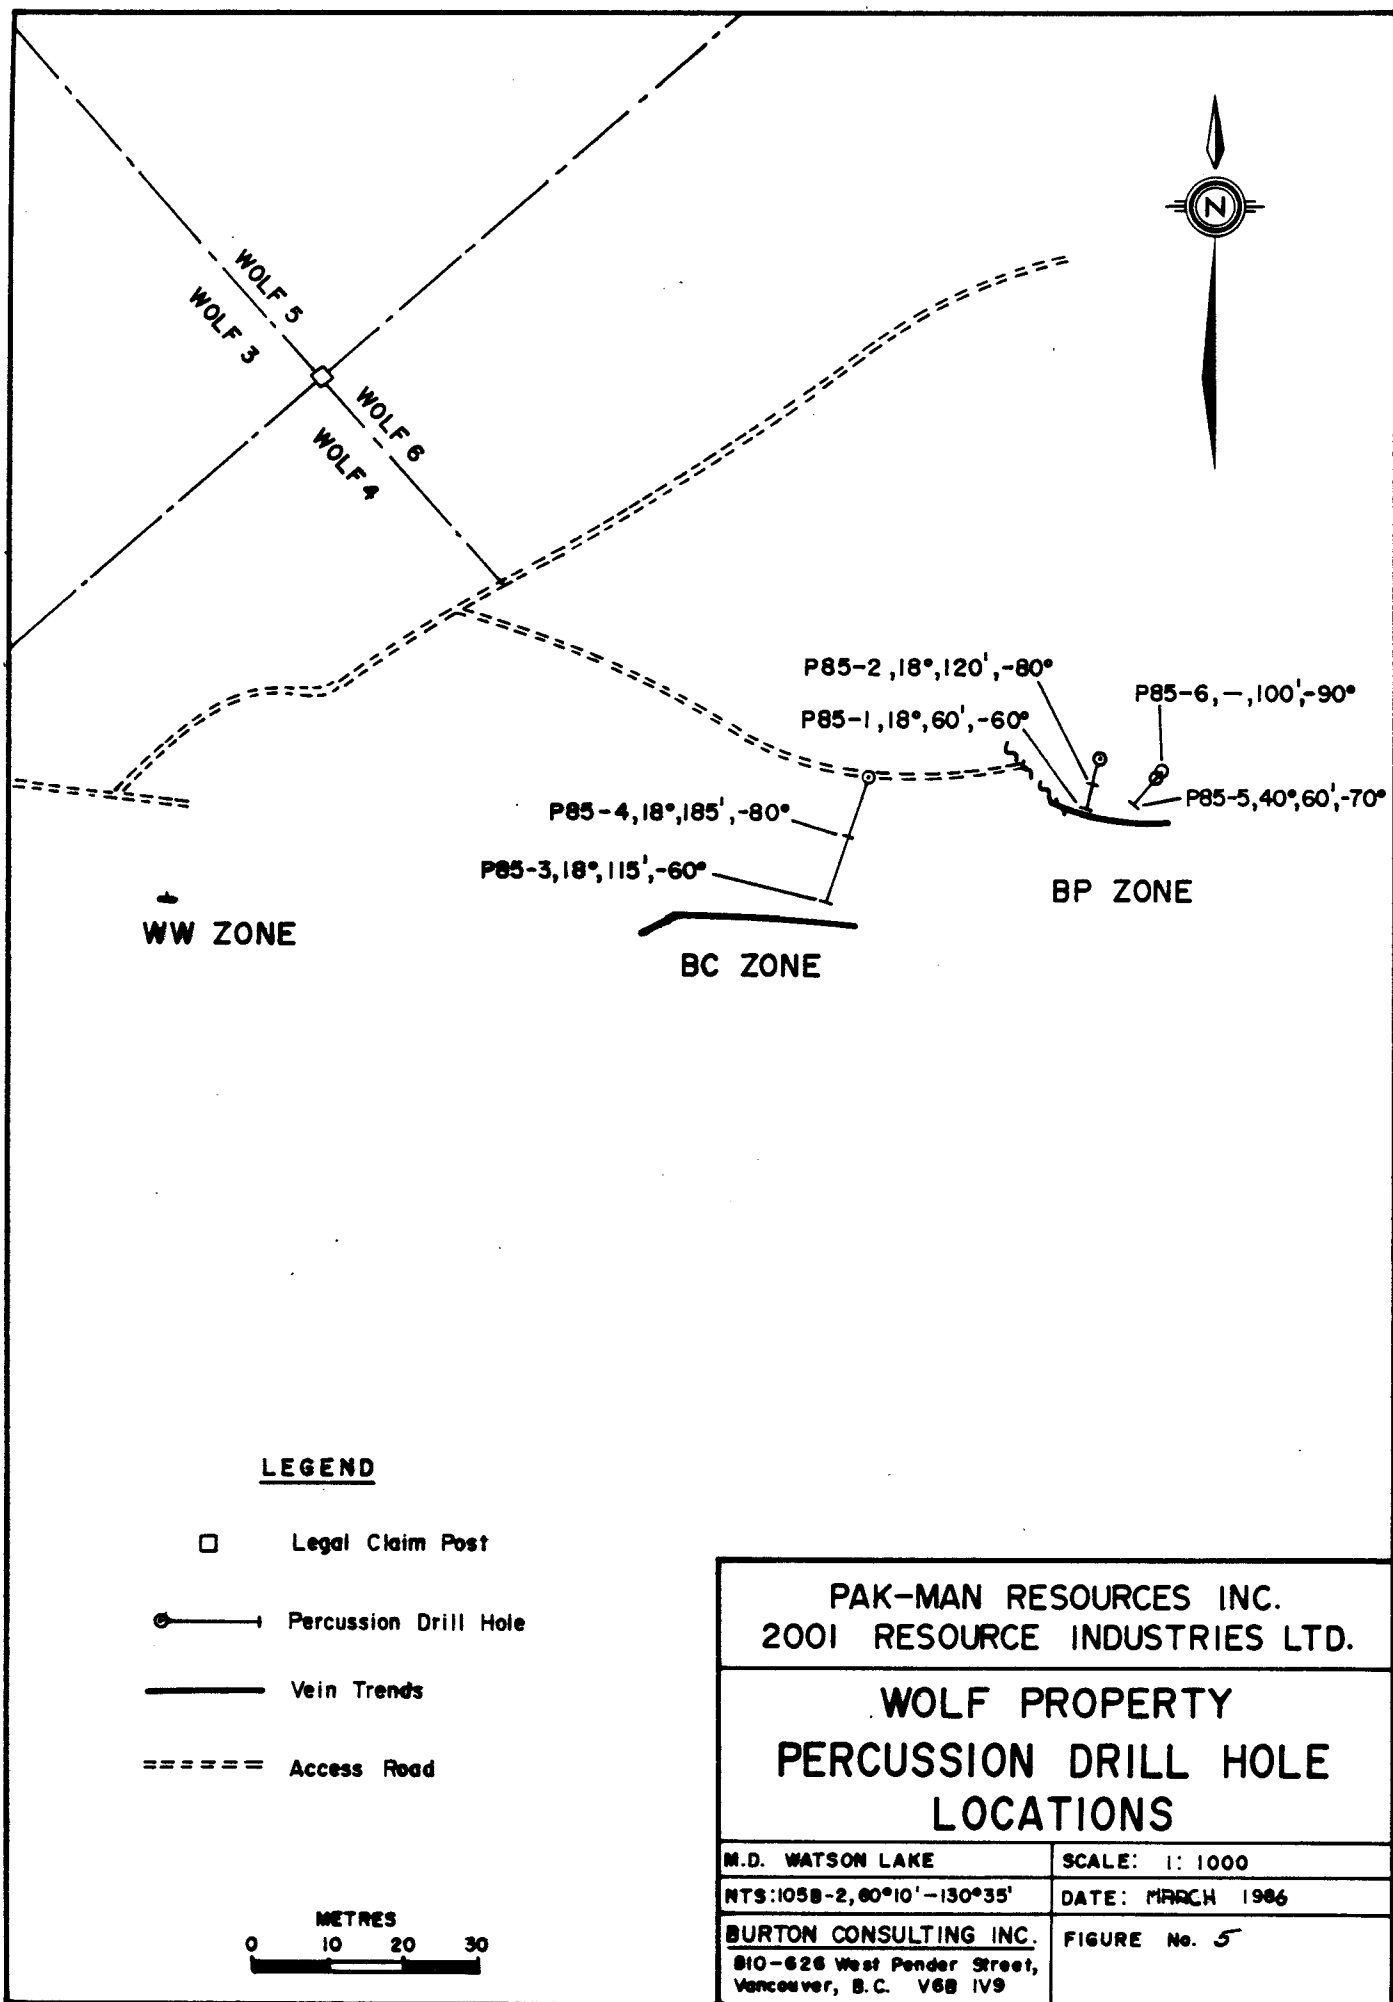 N
WOLF 5
WOLF 3
WOLF 6
WOLF 4
P85-2, 18°, 120', -80°
P85-1, 18°, 60', -60°
P85-6, -, 100', -90°
P85-5, 40°, 60', -70°
P85-4, 18°, 185', -80°
P85-3, 18°, 115', -60°
BP ZONE
WW ZONE
BC ZONE
LEGEND
Legal Claim Post
Percussion Drill Hole
Vein Trends
Access Road
METRES
0 10 20 30
PAK-MAN RESOURCES INC.
2001 RESOURCE INDUSTRIES LTD.
WOLF PROPERTY
PERCUSSION DRILL HOLE
LOCATIONS
M.D. WATSON LAKE
SCALE: 1: 1000
NTS: 105B-2, 60°10'-130°35'
DATE: MARCH 1986
BURTON CONSULTING INC.
810-626 West Pender Street,
Vancouver, B.C. V6B 1V9
FIGURE No. 5